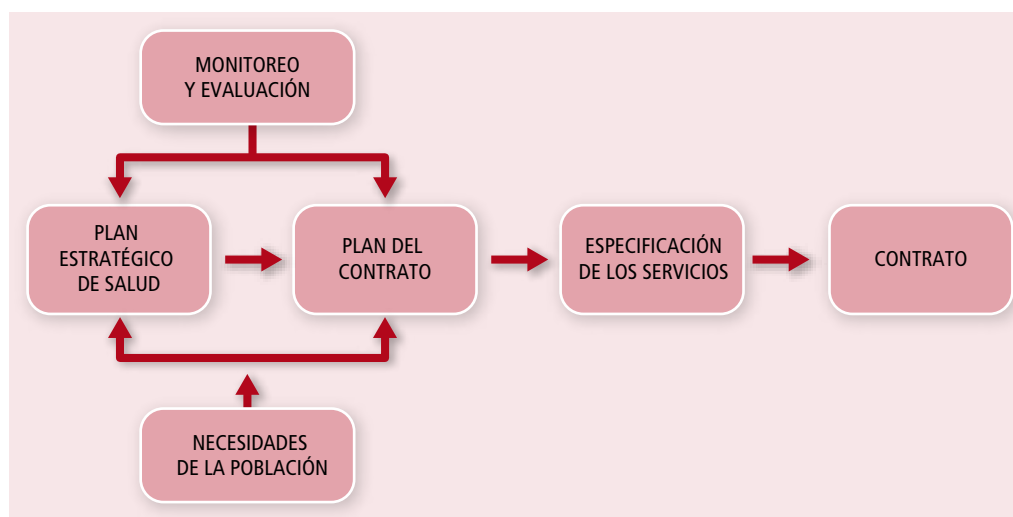 MONITOREO
Y EVALUACIÓN
PLAN
ESTRATÉGICO
DE SALUD
PLAN DEL
CONTRATO
ESPECIFICACIÓN
DE LOS SERVICIOS
CONTRATO
NECESIDADES
DE LA POBLACIÓN